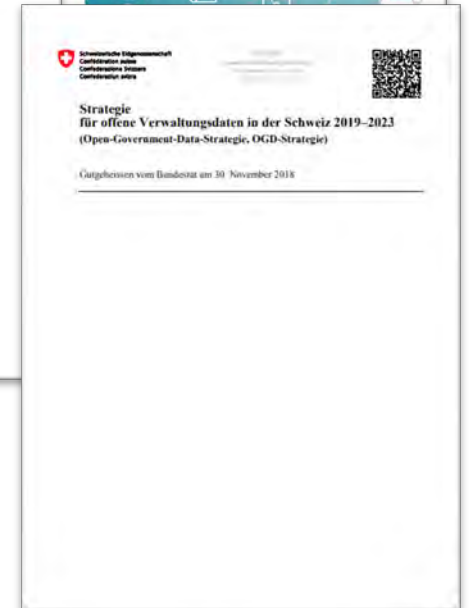 Schweizerische Eidgenossenschaft
Confédération suisse
Confederazione Svizzera
Confederaziun svizra
Strategie
für offene Verwaltungsdaten in der Schweiz 2019–2023
(Open-Government-Data-Strategie, OGD-Strategie)
Gutgeheissen vom Bundesrat am 30. November 2018